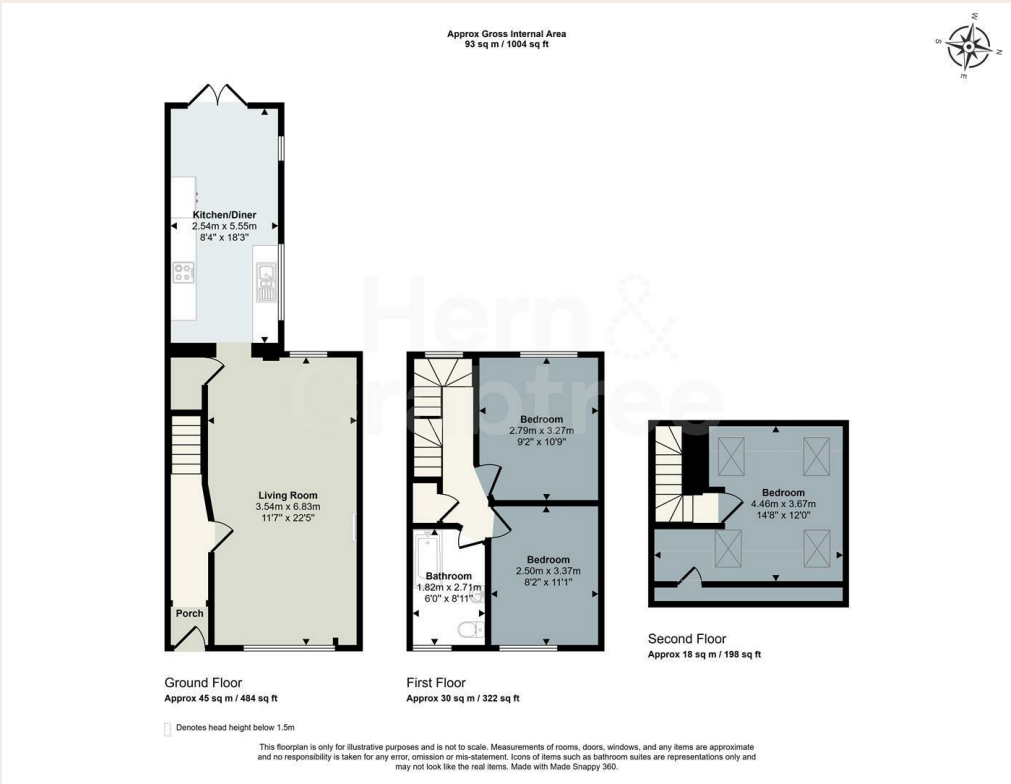 Approx Gross Internal Area
93 sq m / 1004 sq ft
W
S
N
E
Kitchen/Diner
2.54m x 5.55m
8'4" x 18'3"
Living Room
3.54m x 6.83m
11'7" x 22'5"
Porch
Bedroom
2.79m x 3.27m
9'2" x 10'9"
Bedroom
2.50m x 3.37m
8'2" x 11'1"
Bathroom
1.82m x 2.71m
6'0" x 8'11"
Bedroom
4.46m x 3.67m
14'8" x 12'0"
Hern &
Crabtree
Ground Floor
Approx 45 sq m / 484 sq ft
First Floor
Approx 30 sq m / 322 sq ft
Second Floor
Approx 18 sq m / 198 sq ft
Denotes head height below 1.5m
This floorplan is only for illustrative purposes and is not to scale. Measurements of rooms, doors, windows, and any items are approximate
and no responsibility is taken for any error, omission or mis-statement. Icons of items such as bathroom suites are representations only and
may not look like the real items. Made with Made Snappy 360.